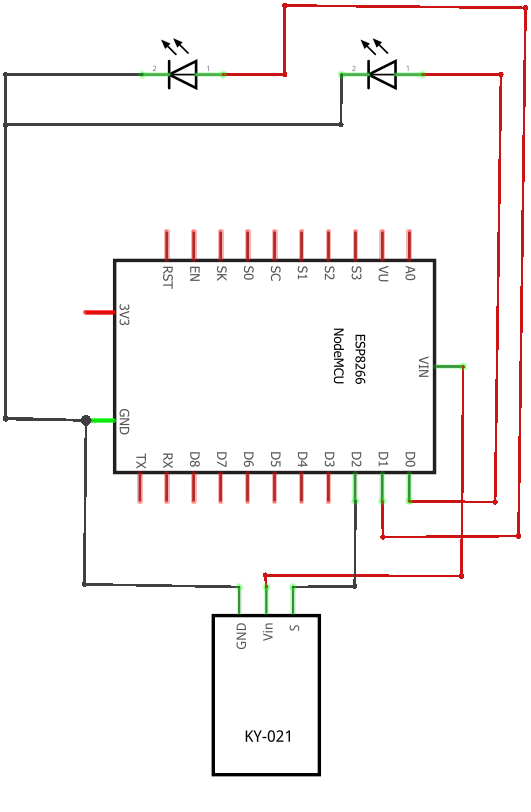 2 1
2 1
RST EN SK S0 SC S1 S2 S3 VU A0
3V3
ESP8266
NodeMCU
VIN
GND
TX RX D8 D7 D6 D5 D4 D3 D2 D1 D0
GND Vin S
KY-021